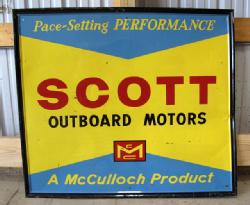 Pace-Setting PERFORMANCE
SCOTT
OUTBOARD MOTORS
A McCulloch Product